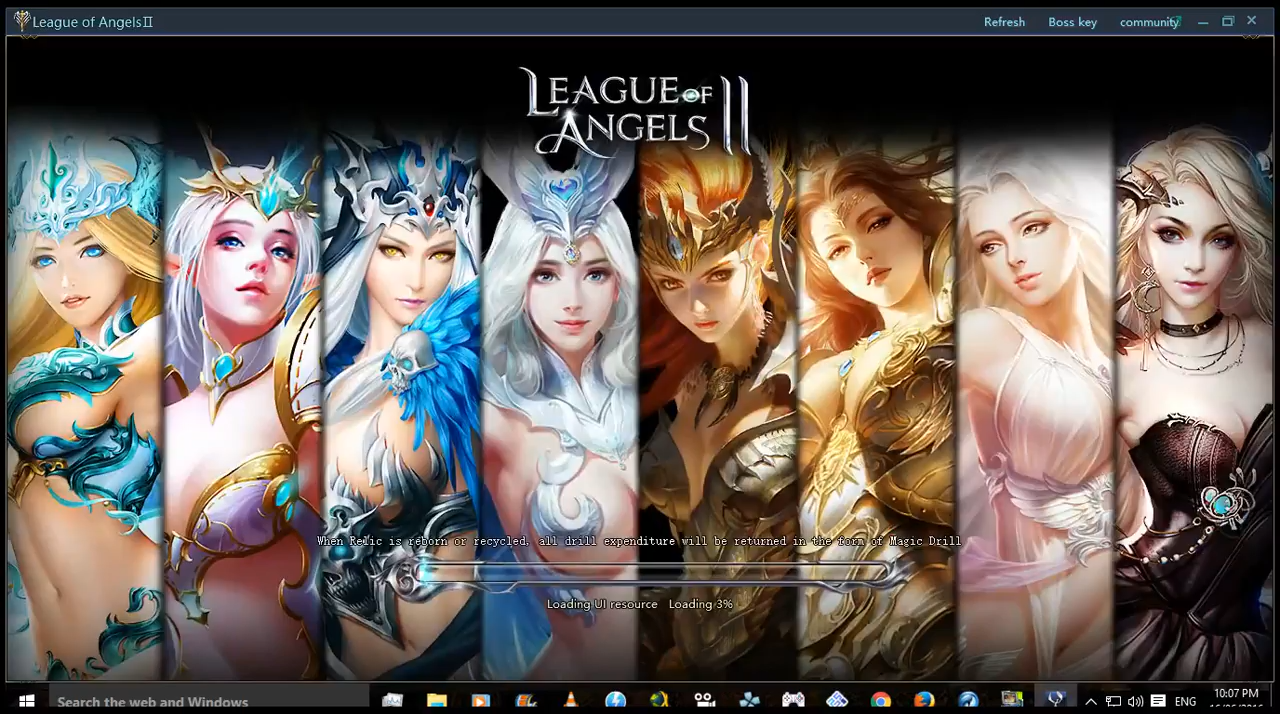 League of AngelsⅡ
Refresh Boss key community
LEAGUE OF
ANGELS II
When Relic is reborn or recycled, all drill expenditure will be returned in the form of Magic Drill
Loading UI resource Loading 3%
Search the web and Windows
ENG
10:07 PM